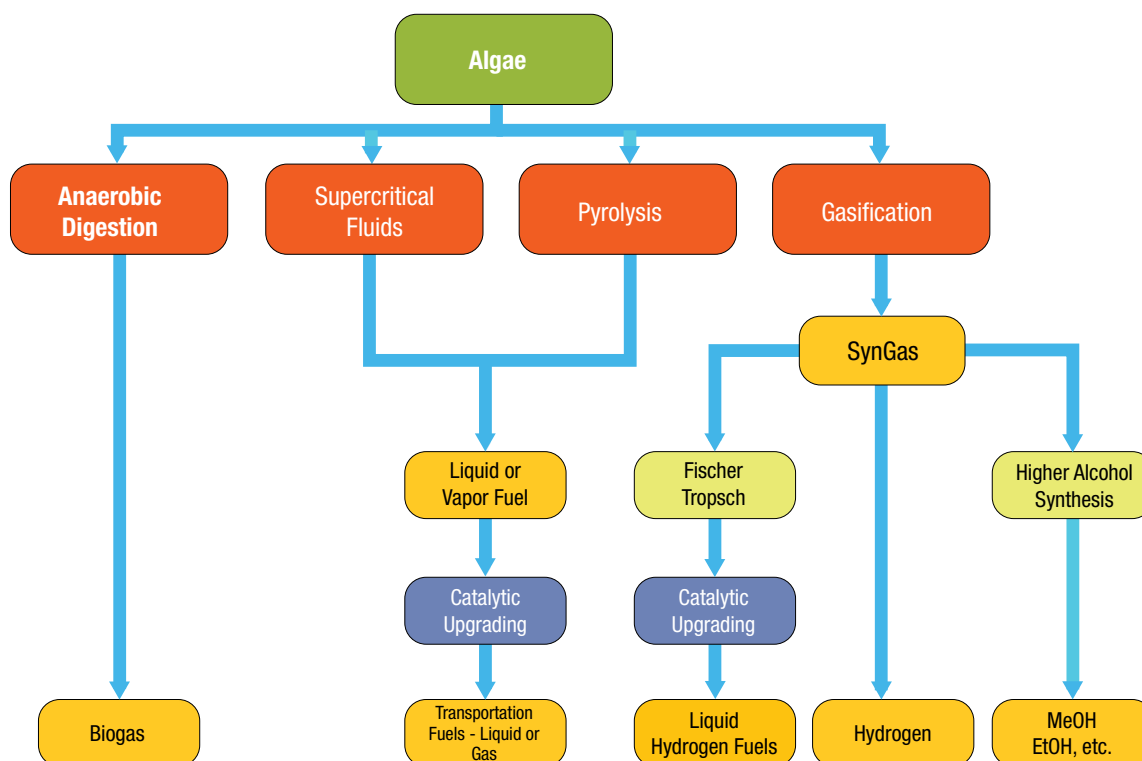 Algae
Anaerobic
Digestion
Supercritical
Fluids
Pyrolysis
Gasification
SynGas
Liquid or
Vapor Fuel
Fischer
Tropsch
Higher Alcohol
Synthesis
Catalytic
Upgrading
Catalytic
Upgrading
Biogas
Transportation
Fuels - Liquid or
Gas
Liquid
Hydrogen Fuels
Hydrogen
MeOH
EtOH, etc.